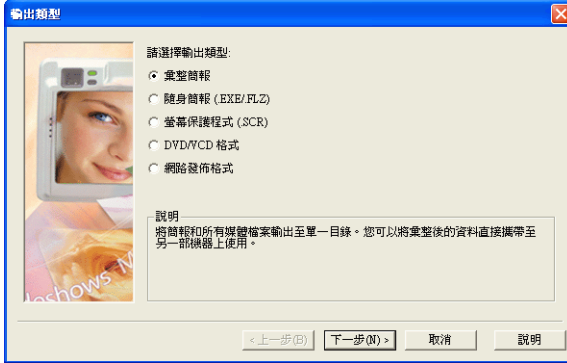 輸出類型
請選擇輸出類型:
彙整簡報
隨身簡報 (.EXE/.FLZ)
螢幕保護程式 (.SCR)
DVD/VCD 格式
網路發佈格式
說明
將簡報和所有媒體檔案輸出至單一目錄。您可以將彙整後的資料直接攜帶至
另一部機器上使用。
<上一步(B)
下一步(N) >
取消
說明